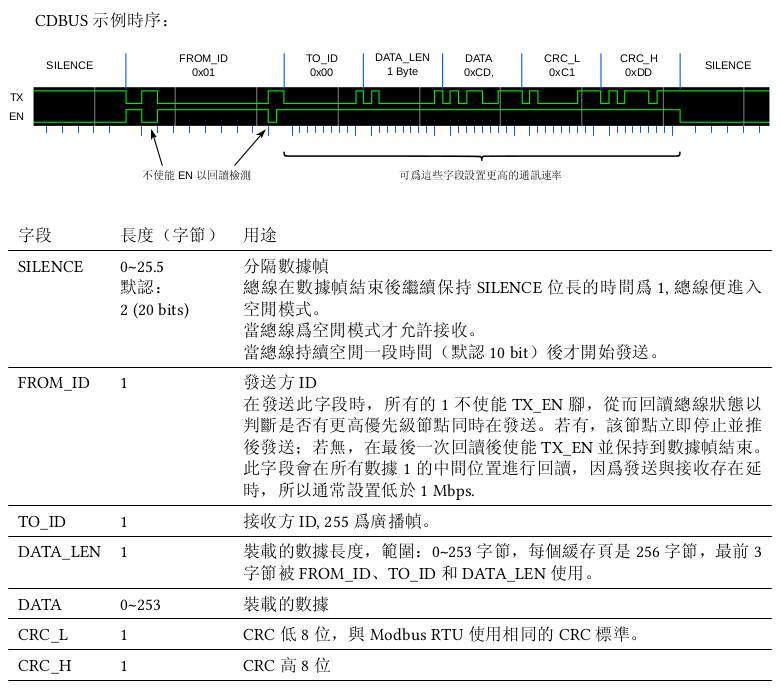 CDBUS 示例時序：
SILENCE
FROM_ID
0x01
TO_ID
0x00
DATA_LEN
1 Byte
DATA
0xCD,
CRC_L
0xC1
CRC_H
0xDD
SILENCE
TX
EN
不使能 EN 以回讀檢測
可爲這些字段設置更高的通訊速率
字段 長度（字節） 用途
SILENCE 0~25.5 分隔數據幀
默認： 總線在數據幀結束後繼續保持 SILENCE 位長的時間爲 1, 總線便進入
2 (20 bits) 空閒模式。
當總線爲空閒模式才允許接收。
當總線持續空閒一段時間（默認 10 bit）後才開始發送。
FROM_ID 1 發送方 ID
在發送此字段時，所有的 1 不使能 TX_EN 腳，從而回讀總線狀態以
判斷是否有更高優先級節點同時在發送。若有，該節點立即停止並推
後發送；若無，在最後一次回讀後使能 TX_EN 並保持到數據幀結束。
此字段會在所有數據 1 的中間位置進行回讀，因爲發送與接收存在延
時，所以通常設置低於 1 Mbps.
TO_ID 1 接收方 ID, 255 爲廣播幀。
DATA_LEN 1 裝載的數據長度，範圍：0~253 字節，每個緩存頁是 256 字節，最前 3
字節被 FROM_ID、TO_ID 和 DATA_LEN 使用。
DATA 0~253 裝載的數據
CRC_L 1 CRC 低 8 位，與 Modbus RTU 使用相同的 CRC 標準。
CRC_H 1 CRC 高 8 位